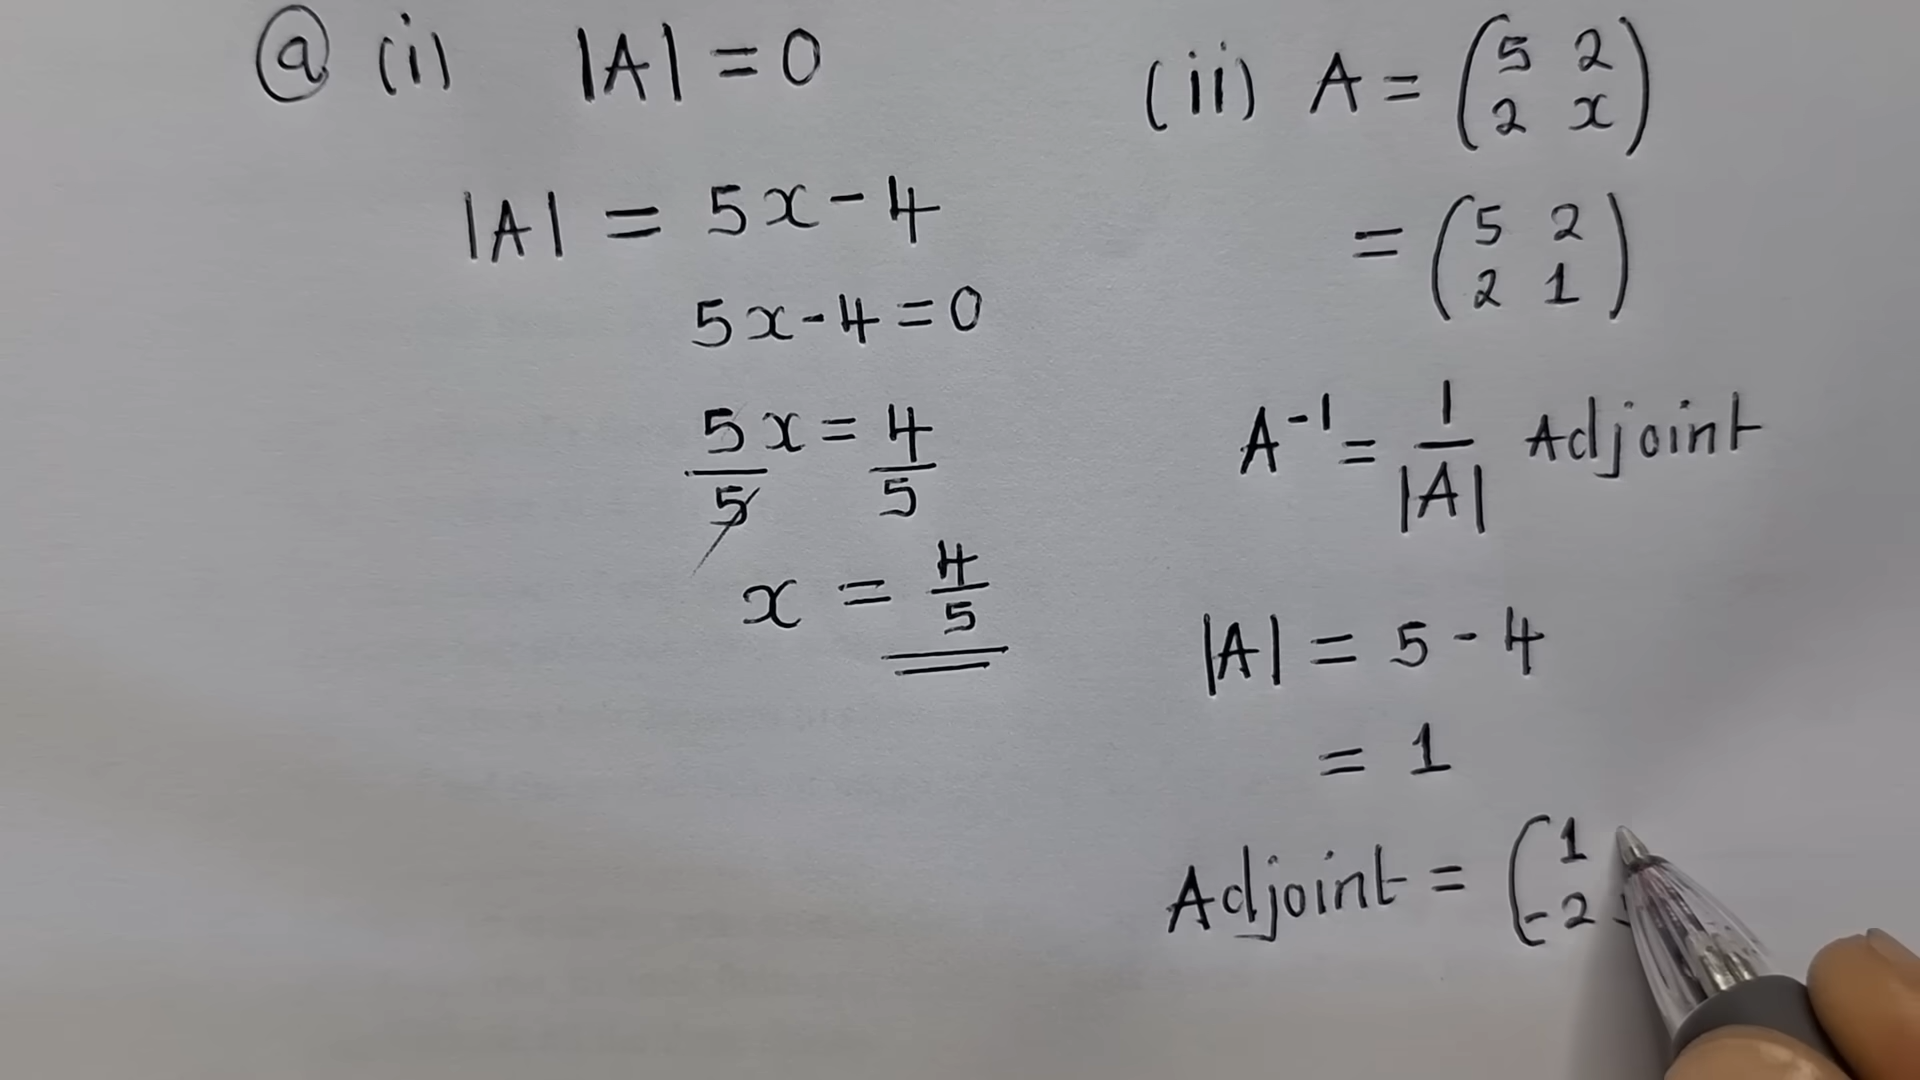 ⓐ (i) |A| = 0
|A| = 5x - 4
5x - 4 = 0
5x/5 = 4/5
x = 4/5
(ii) A = (5 2
2 x)
= (5 2
2 1)
A⁻¹ = 1/|A| Adjoint
|A| = 5 - 4
= 1
Adjoint = (1
-2